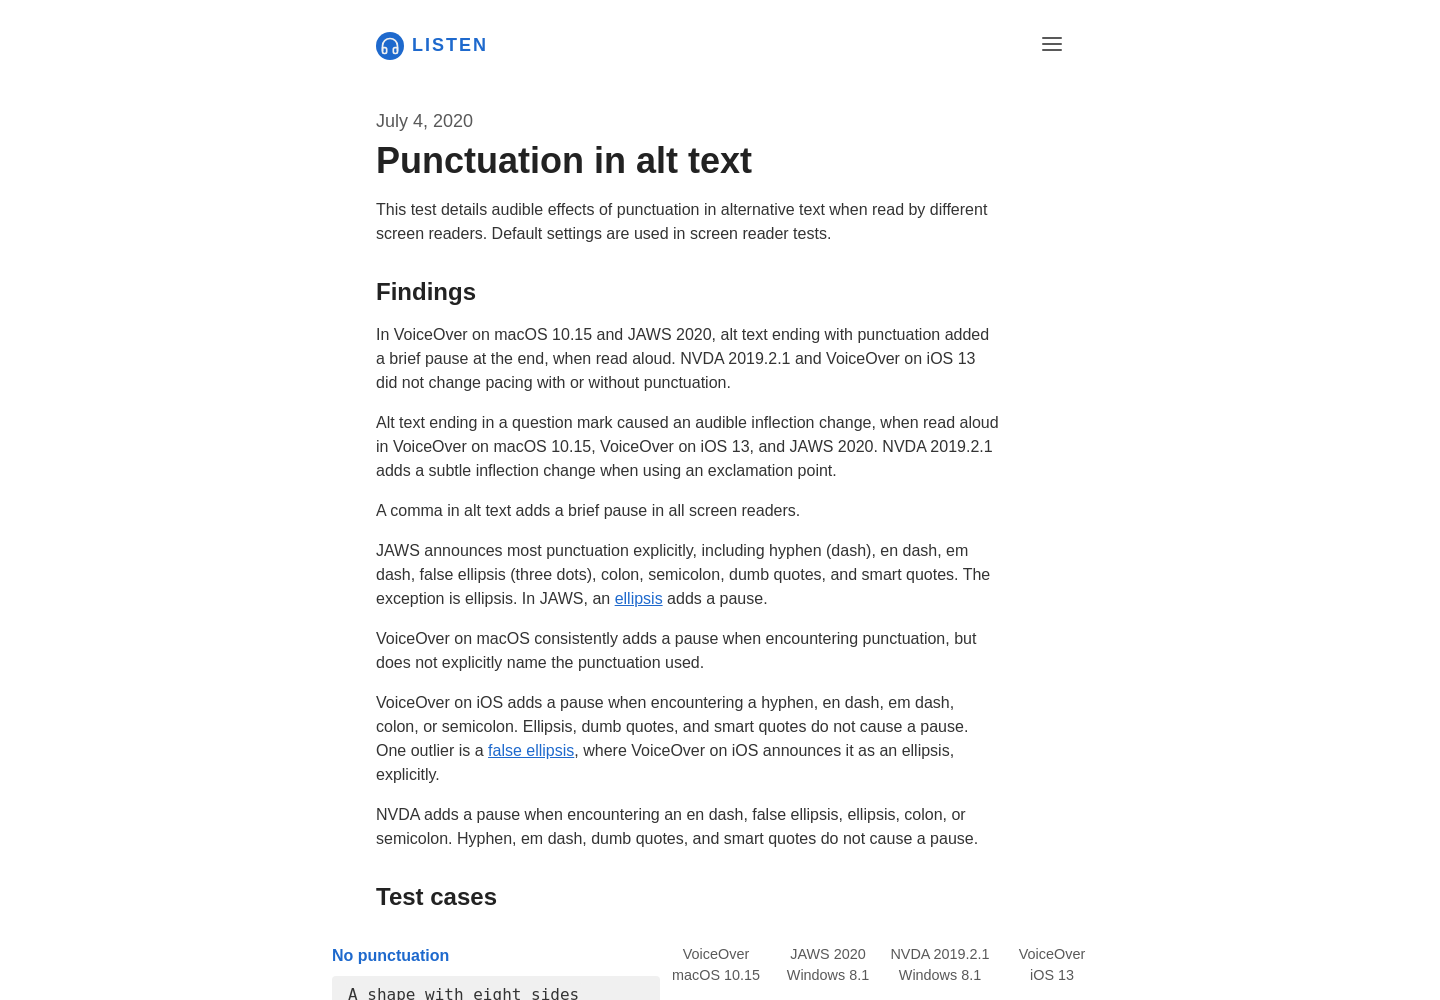 LISTEN
July 4, 2020
Punctuation in alt text
This test details audible effects of punctuation in alternative text when read by different
screen readers. Default settings are used in screen reader tests.
Findings
In VoiceOver on macOS 10.15 and JAWS 2020, alt text ending with punctuation added
a brief pause at the end, when read aloud. NVDA 2019.2.1 and VoiceOver on iOS 13
did not change pacing with or without punctuation.
Alt text ending in a question mark caused an audible inflection change, when read aloud
in VoiceOver on macOS 10.15, VoiceOver on iOS 13, and JAWS 2020. NVDA 2019.2.1
adds a subtle inflection change when using an exclamation point.
A comma in alt text adds a brief pause in all screen readers.
JAWS announces most punctuation explicitly, including hyphen (dash), en dash, em
dash, false ellipsis (three dots), colon, semicolon, dumb quotes, and smart quotes. The
exception is ellipsis. In JAWS, an ellipsis adds a pause.
VoiceOver on macOS consistently adds a pause when encountering punctuation, but
does not explicitly name the punctuation used.
VoiceOver on iOS adds a pause when encountering a hyphen, en dash, em dash,
colon, or semicolon. Ellipsis, dumb quotes, and smart quotes do not cause a pause.
One outlier is a false ellipsis, where VoiceOver on iOS announces it as an ellipsis,
explicitly.
NVDA adds a pause when encountering an en dash, false ellipsis, ellipsis, colon, or
semicolon. Hyphen, em dash, dumb quotes, and smart quotes do not cause a pause.
Test cases
No punctuation
VoiceOver JAWS 2020 NVDA 2019.2.1 VoiceOver
macOS 10.15 Windows 8.1 Windows 8.1 iOS 13
A shape with eight sides